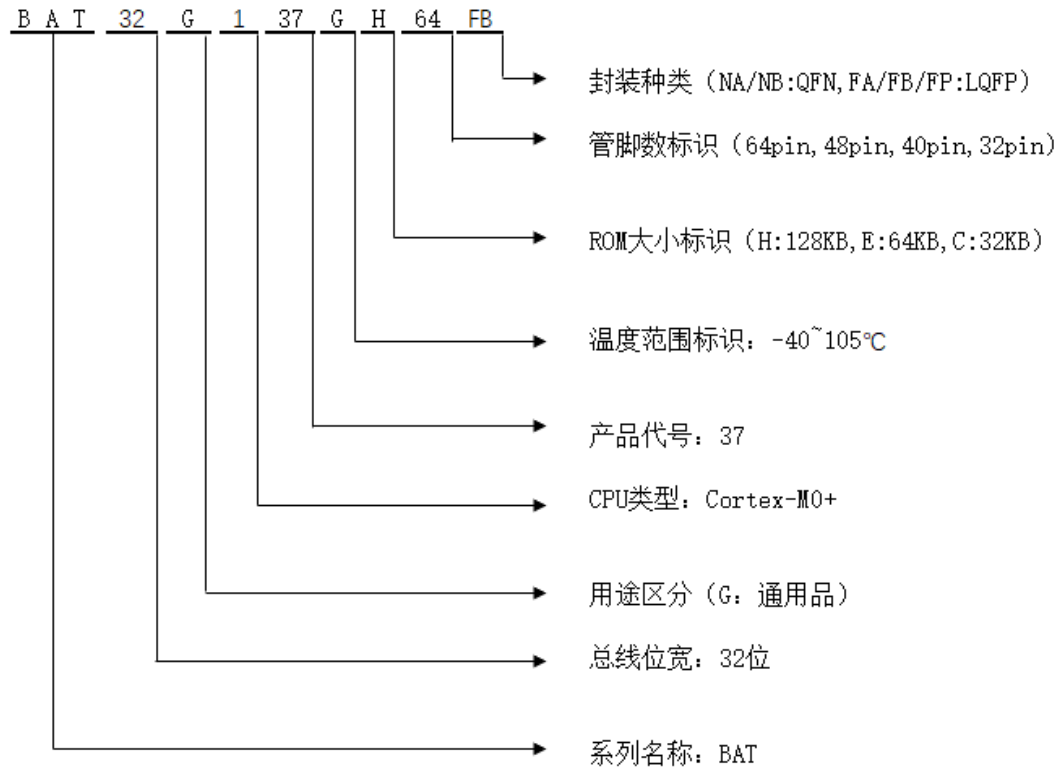 BAT 32 G 1 37 G H 64 FB
封装种类（NA/NB:QFN,FA/FB/FP:LQFP）
管脚数标识（64pin,48pin,40pin,32pin）
ROM大小标识（H:128KB,E:64KB,C:32KB）
温度范围标识：-40~105℃
产品代号：37
CPU类型：Cortex-M0+
用途区分（G：通用品）
总线位宽：32位
系列名称：BAT